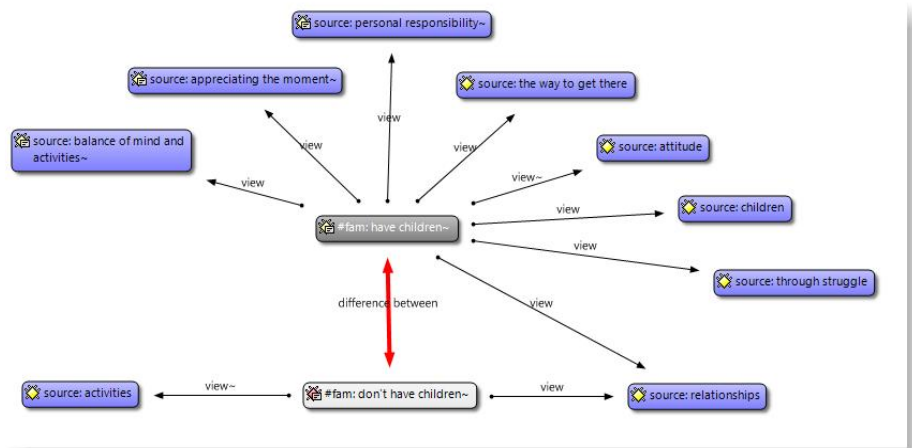 source: personal responsibility~
source: appreciating the moment~
source: the way to get there
view
source: balance of mind and
activities~
view
view
source: attitude
view
view~
source: children
view
#fam: have children~
view
source: through struggle
difference between
view
source: activities
view~
#fam: don't have children~
view
source: relationships